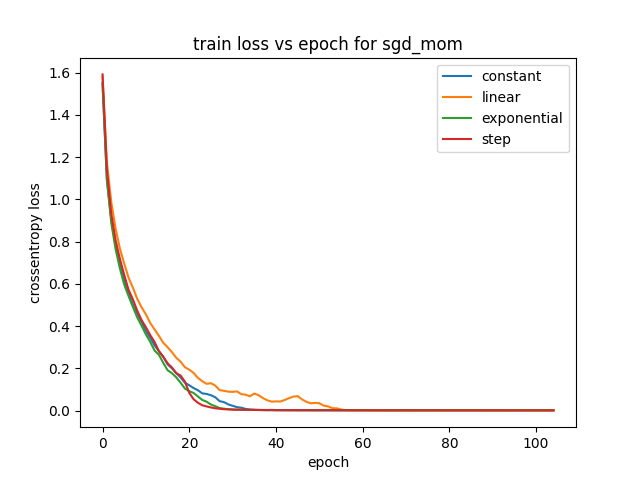 train loss vs epoch for sgd_mom
constant
linear
exponential
step
crossentropy loss
1.6
1.4
1.2
1.0
0.8
0.6
0.4
0.2
0.0
0
20
40
60
80
100
epoch